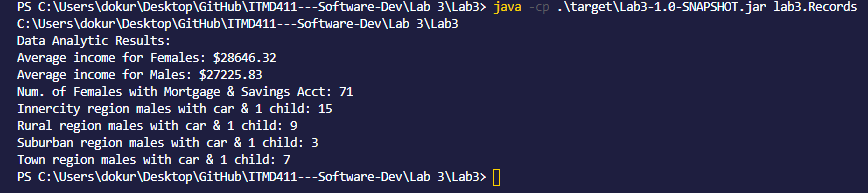 PS C:\Users\dokur\Desktop\GitHub\ITMD411---Software-Dev\Lab 3\Lab3> java -cp .\target\Lab3-1.0-SNAPSHOT.jar lab3.Records
C:\Users\dokur\Desktop\GitHub\ITMD411---Software-Dev\Lab 3\Lab3
Data Analytic Results:
Average income for Females: $28646.32
Average income for Males: $27225.83
Num. of Females with Mortgage & Savings Acct: 71
Innercity region males with car & 1 child: 15
Rural region males with car & 1 child: 9
Suburban region males with car & 1 child: 3
Town region males with car & 1 child: 7
PS C:\Users\dokur\Desktop\GitHub\ITMD411---Software-Dev\Lab 3\Lab3>